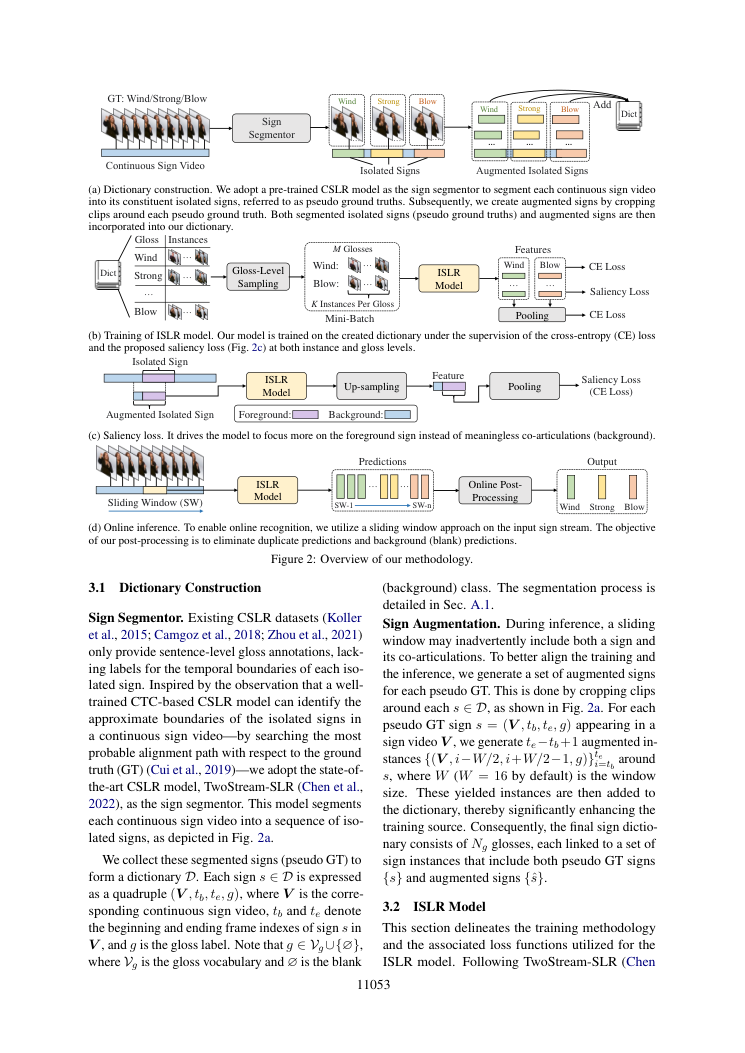 GT: Wind/Strong/Blow
Continuous Sign Video
Sign
Segmentor
Wind
Strong
Blow
Isolated Signs
Wind
Strong
Blow
...
...
...
Augmented Isolated Signs
Add
Dict
(a) Dictionary construction. We adopt a pre-trained CSLR model as the sign segmentor to segment each continuous sign video
into its constituent isolated signs, referred to as pseudo ground truths. Subsequently, we create augmented signs by cropping
clips around each pseudo ground truth. Both segmented isolated signs (pseudo ground truths) and augmented signs are then
incorporated into our dictionary.
Dict
Gloss Instances
Wind ...
Strong ...
...
Blow ...
Gloss-Level
Sampling
M Glosses
Wind: ...
Blow: ...
K Instances Per Gloss
Mini-Batch
ISLR
Model
Features
Wind Blow
... ...
Pooling
CE Loss
Saliency Loss
CE Loss
(b) Training of ISLR model. Our model is trained on the created dictionary under the supervision of the cross-entropy (CE) loss
and the proposed saliency loss (Fig. 2c) at both instance and gloss levels.
Isolated Sign
Augmented Isolated Sign
ISLR
Model
Up-sampling
Feature
Pooling
Saliency Loss
(CE Loss)
Foreground: Background:
(c) Saliency loss. It drives the model to focus more on the foreground sign instead of meaningless co-articulations (background).
Sliding Window (SW)
ISLR
Model
Predictions
... ...
SW-1 SW-n
Online Post-
Processing
Output
Wind Strong Blow
(d) Online inference. To enable online recognition, we utilize a sliding window approach on the input sign stream. The objective
of our post-processing is to eliminate duplicate predictions and background (blank) predictions.
Figure 2: Overview of our methodology.
3.1 Dictionary Construction
Sign Segmentor. Existing CSLR datasets (Koller
et al., 2015; Camgoz et al., 2018; Zhou et al., 2021)
only provide sentence-level gloss annotations, lack-
ing labels for the temporal boundaries of each iso-
lated sign. Inspired by the observation that a well-
trained CTC-based CSLR model can identify the
approximate boundaries of the isolated signs in
a continuous sign video—by searching the most
probable alignment path with respect to the ground
truth (GT) (Cui et al., 2019)—we adopt the state-of-
the-art CSLR model, TwoStream-SLR (Chen et al.,
2022), as the sign segmentor. This model segments
each continuous sign video into a sequence of iso-
lated signs, as depicted in Fig. 2a.
We collect these segmented signs (pseudo GT) to
form a dictionary 𝒟. Each sign s ∈ 𝒟 is expressed
as a quadruple (V, t_b, t_e, g), where V is the corre-
sponding continuous sign video, t_b and t_e denote
the beginning and ending frame indexes of sign s in
V, and g is the gloss label. Note that g ∈ 𝒱_g∪{∅},
where 𝒱_g is the gloss vocabulary and ∅ is the blank
(background) class. The segmentation process is
detailed in Sec. A.1.
Sign Augmentation. During inference, a sliding
window may inadvertently include both a sign and
its co-articulations. To better align the training and
the inference, we generate a set of augmented signs
for each pseudo GT. This is done by cropping clips
around each s ∈ 𝒟, as shown in Fig. 2a. For each
pseudo GT sign s = (V, t_b, t_e, g) appearing in a
sign video V, we generate t_e−t_b+1 augmented in-
stances {(V, i−W/2, i+W/2−1, g)}_{i=t_b}^{t_e} around
s, where W (W = 16 by default) is the window
size. These yielded instances are then added to
the dictionary, thereby significantly enhancing the
training source. Consequently, the final sign dictio-
nary consists of N_g glosses, each linked to a set of
sign instances that include both pseudo GT signs
{s} and augmented signs {ŝ}.
3.2 ISLR Model
This section delineates the training methodology
and the associated loss functions utilized for the
ISLR model. Following TwoStream-SLR (Chen
11053